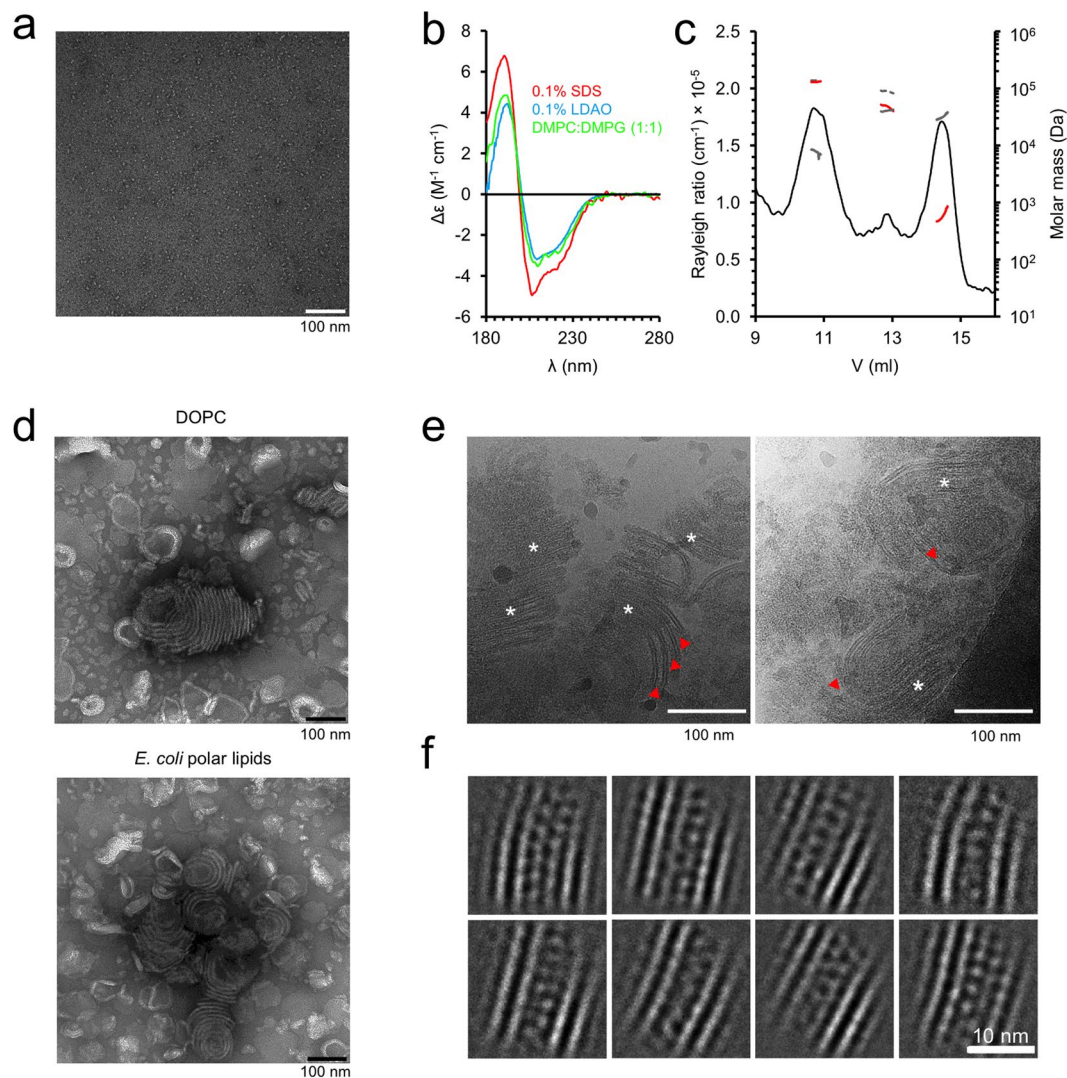 a
100 nm
b
8
6
4
2
0
-2
-4
-6
180
230
280
Δε (M⁻¹ cm⁻¹)
λ (nm)
0.1% SDS
0.1% LDAO
DMPC:DMPG (1:1)
c
2.5
2.0
1.5
1.0
0.5
0.0
9
11
13
15
10⁶
10⁵
10⁴
10³
10²
10¹
Rayleigh ratio (cm⁻¹) × 10⁻⁵
Molar mass (Da)
V (ml)
d
DOPC
100 nm
E. coli polar lipids
100 nm
e
*
*
*
*
100 nm
*
*
100 nm
f
10 nm